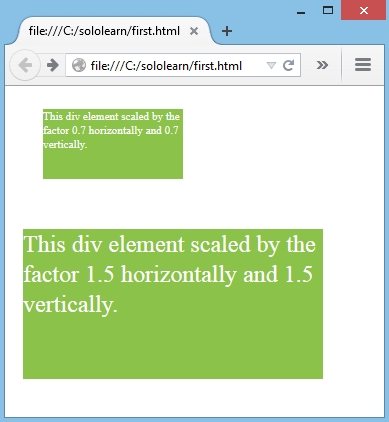 file:///C:/sololearn/first.html
file:///C:/sololearn/first.html
This div element scaled by the
factor 0.7 horizontally and 0.7
vertically.
This div element scaled by the
factor 1.5 horizontally and 1.5
vertically.